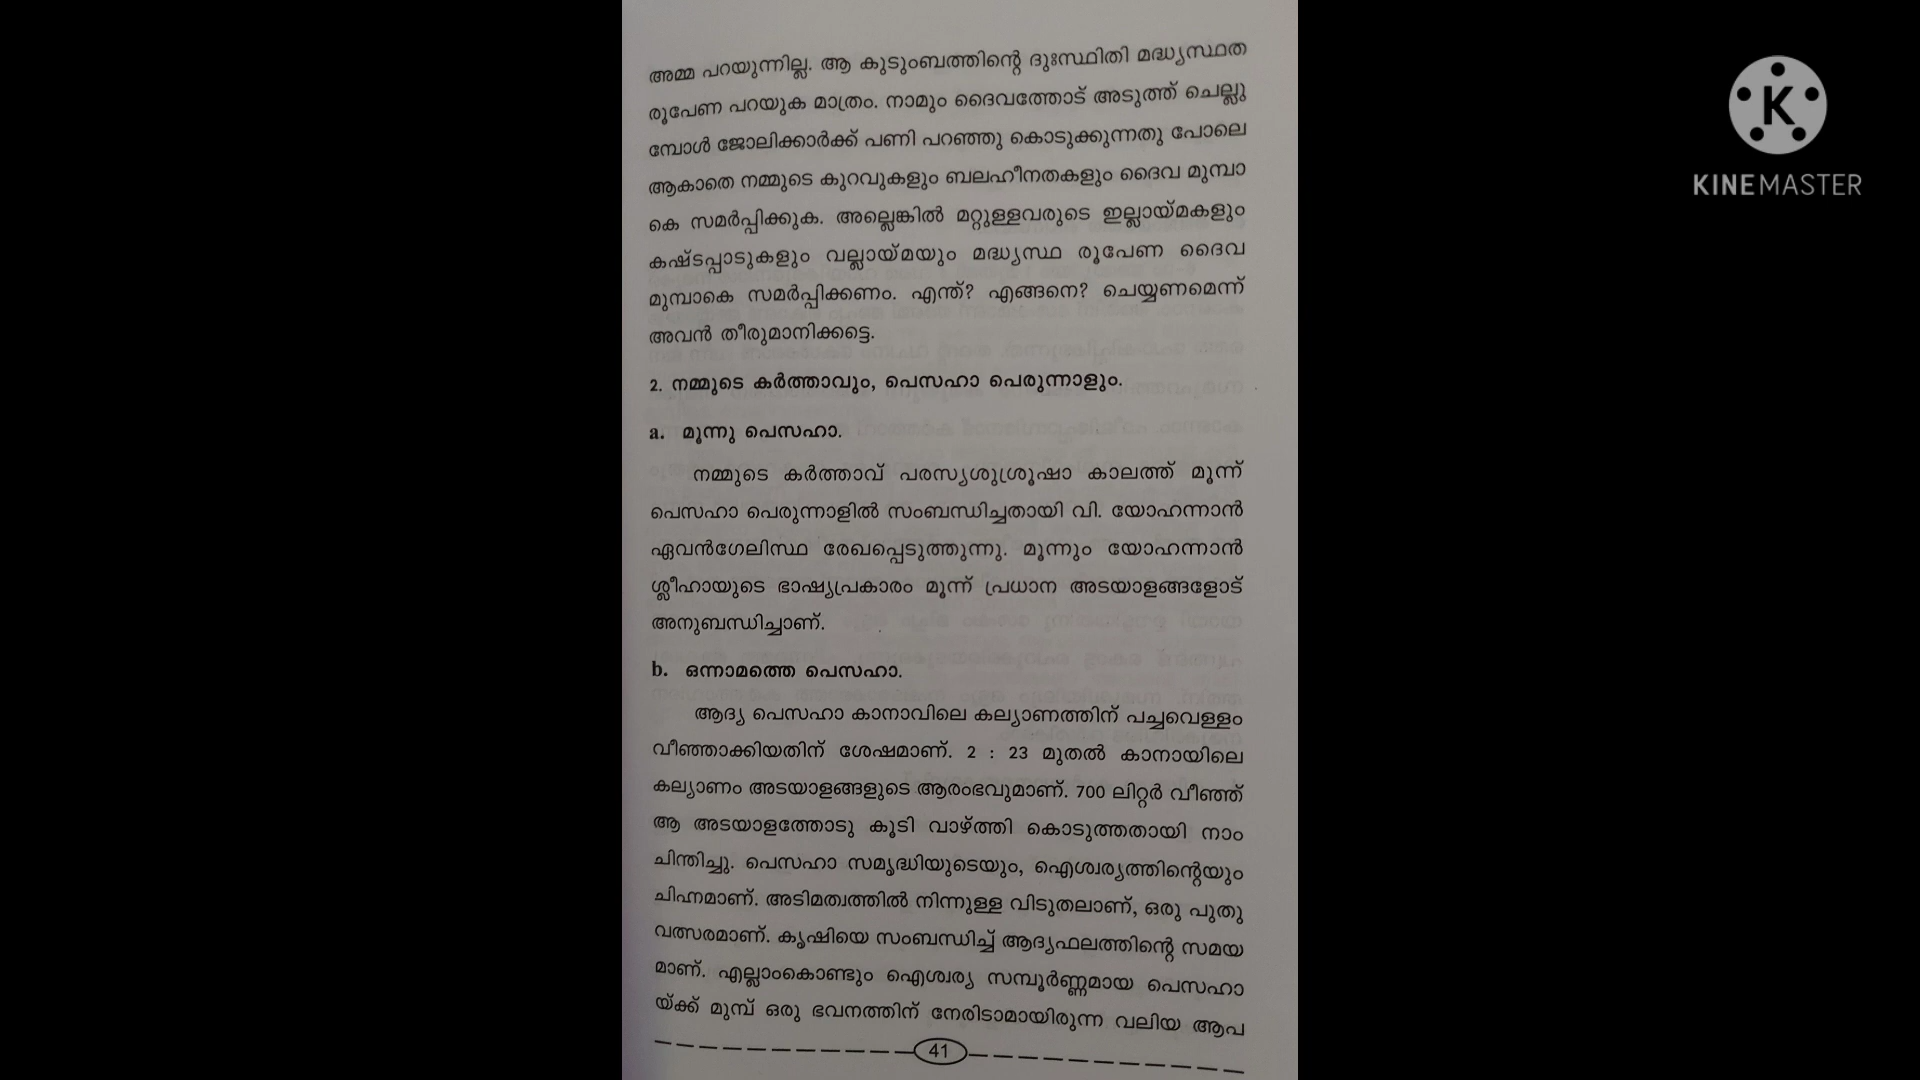 അമ്മ പറയുന്നില്ല. ആ കുടുംബത്തിന്റെ ദുഃസ്ഥിതി മദ്ധ്യസ്ഥത
രൂപേണ പറയുക മാത്രം. നാമും ദൈവത്തോട് അടുത്ത് ചെല്ലു
മ്പോൾ ജോലിക്കാർക്ക് പണി പറഞ്ഞു കൊടുക്കുന്നതു പോലെ
ആകാതെ നമ്മുടെ കുറവുകളും ബലഹീനതകളും ദൈവ മുമ്പാ
കെ സമർപ്പിക്കുക. അല്ലെങ്കിൽ മറ്റുള്ളവരുടെ ഇല്ലായ്മകളും
കഷ്ടപ്പാടുകളും വല്ലായ്മയും മദ്ധ്യസ്ഥ രൂപേണ ദൈവ
മുമ്പാകെ സമർപ്പിക്കണം. എന്ത്? എങ്ങനെ? ചെയ്യണമെന്ന്
അവൻ തീരുമാനിക്കട്ടെ.
2. നമ്മുടെ കർത്താവും, പെസഹാ പെരുന്നാളും.
a. മൂന്നു പെസഹാ.
നമ്മുടെ കർത്താവ് പരസ്യശുശ്രൂഷാ കാലത്ത് മൂന്ന്
പെസഹാ പെരുന്നാളിൽ സംബന്ധിച്ചതായി വി. യോഹന്നാൻ
ഏവൻഗേലിസ്ഥ രേഖപ്പെടുത്തുന്നു. മൂന്നും യോഹന്നാൻ
ശ്ലീഹായുടെ ഭാഷ്യപ്രകാരം മൂന്ന് പ്രധാന അടയാളങ്ങളോട്
അനുബന്ധിച്ചാണ്.
b. ഒന്നാമത്തെ പെസഹാ.
ആദ്യ പെസഹാ കാനാവിലെ കല്യാണത്തിന് പച്ചവെള്ളം
വീഞ്ഞാക്കിയതിന് ശേഷമാണ്. 2 : 23 മുതൽ കാനായിലെ
കല്യാണം അടയാളങ്ങളുടെ ആരംഭവുമാണ്. 700 ലിറ്റർ വീഞ്ഞ്
ആ അടയാളത്തോടു കൂടി വാഴ്ത്തി കൊടുത്തതായി നാം
ചിന്തിച്ചു. പെസഹാ സമൃദ്ധിയുടെയും, ഐശ്വര്യത്തിന്റെയും
ചിഹ്നമാണ്. അടിമത്വത്തിൽ നിന്നുള്ള വിടുതലാണ്, ഒരു പുതു
വത്സരമാണ്. കൃഷിയെ സംബന്ധിച്ച് ആദ്യഫലത്തിന്റെ സമയ
മാണ്. എല്ലാംകൊണ്ടും ഐശ്വര്യ സമ്പൂർണ്ണമായ പെസഹാ
യ്ക്ക് മുമ്പ് ഒരു ഭവനത്തിന് നേരിടാമായിരുന്ന വലിയ ആപ
41
K
KINEMASTER